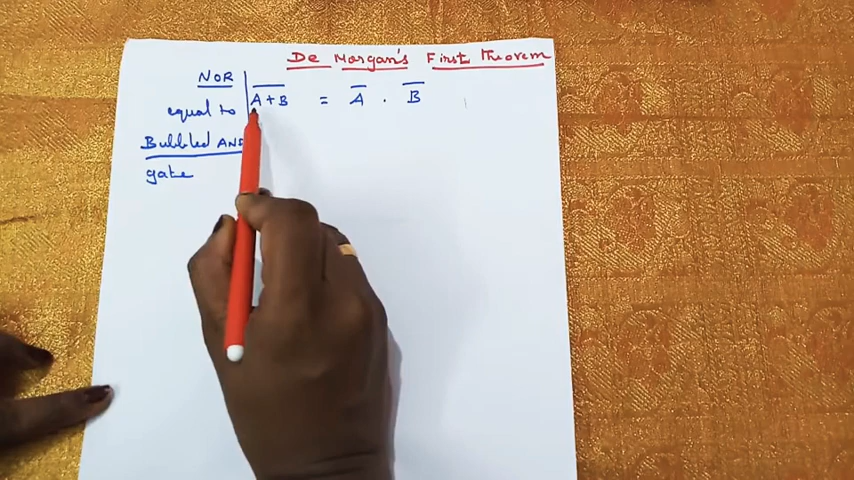 De Morgan's First Theorem
NOR
equal to
Bubbled AND
gate
A̅ ̅+̅ ̅B̅ = A̅ . B̅